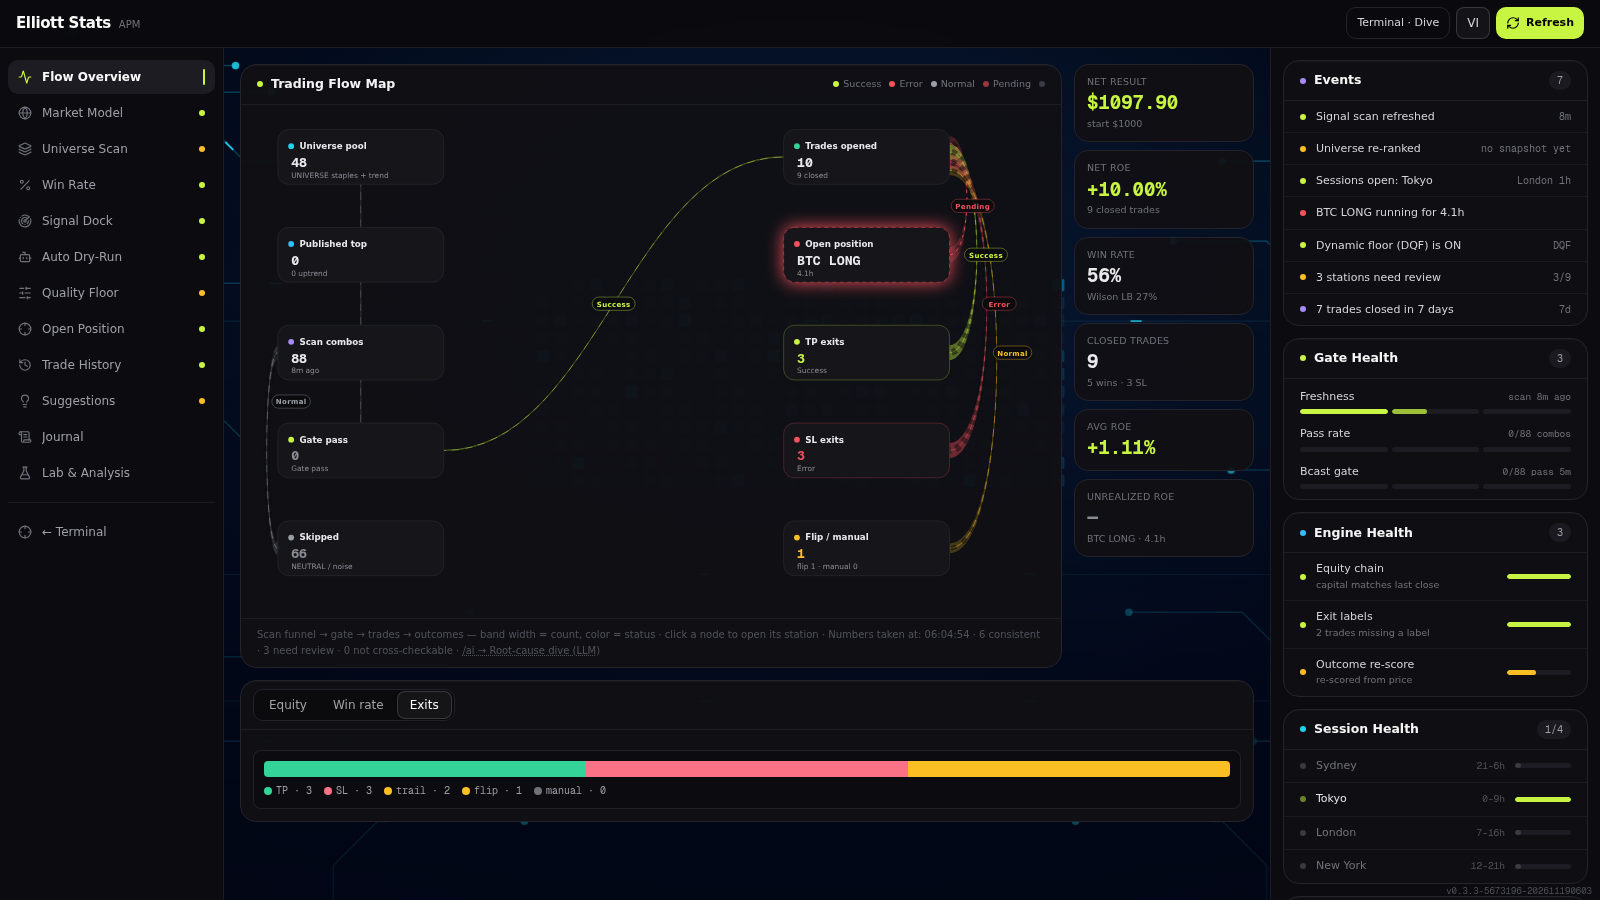 Elliott Stats APM
Terminal · Dive
VI
Refresh
Flow Overview
Market Model
Universe Scan
Win Rate
Signal Dock
Auto Dry-Run
Quality Floor
Open Position
Trade History
Suggestions
Journal
Lab & Analysis
← Terminal
Trading Flow Map
Success Error Normal Pending
Universe pool
48
UNIVERSE staples + trend
Published top
0
0 uptrend
Scan combos
88
8m ago
Normal
Gate pass
0
Gate pass
Skipped
66
NEUTRAL / noise
Success
Trades opened
10
9 closed
Pending
Open position
BTC LONG
4.1h
Success
Error
TP exits
3
Success
Normal
SL exits
3
Error
Flip / manual
1
flip 1 · manual 0
Scan funnel → gate → trades → outcomes — band width = count, color = status · click a node to open its station · Numbers taken at: 06:04:54 · 6 consistent
· 3 need review · 0 not cross-checkable · /ai → Root-cause dive (LLM)
NET RESULT
$1097.90
start $1000
NET ROE
+10.00%
9 closed trades
WIN RATE
56%
Wilson LB 27%
CLOSED TRADES
9
5 wins · 3 SL
AVG ROE
+1.11%
UNREALIZED ROE
—
BTC LONG · 4.1h
Equity Win rate Exits
TP · 3 SL · 3 trail · 2 flip · 1 manual · 0
Events 7
Signal scan refreshed 8m
Universe re-ranked no snapshot yet
Sessions open: Tokyo London 1h
BTC LONG running for 4.1h
Dynamic floor (DQF) is ON DQF
3 stations need review 3/9
7 trades closed in 7 days 7d
Gate Health 3
Freshness scan 8m ago
Pass rate 0/88 combos
Bcast gate 0/88 pass 5m
Engine Health 3
Equity chain
capital matches last close
Exit labels
2 trades missing a label
Outcome re-score
re-scored from price
Session Health 1/4
Sydney 21–6h
Tokyo 0–9h
London 7–16h
New York 12–21h
v0.3.3-5673196-202611190603